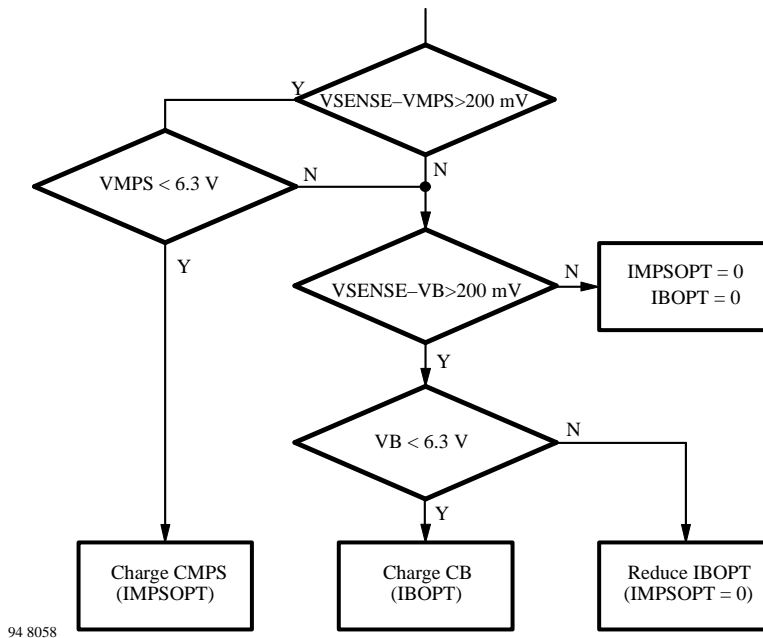 VSENSE–VMPS>200 mV
Y
N
VMPS < 6.3 V
N
Y
VSENSE–VB>200 mV
N
IMPSOPT = 0
IBOPT = 0
Y
VB < 6.3 V
N
Y
Charge CMPS
(IMPSOPT)
Charge CB
(IBOPT)
Reduce IBOPT
(IMPSOPT = 0)
94 8058